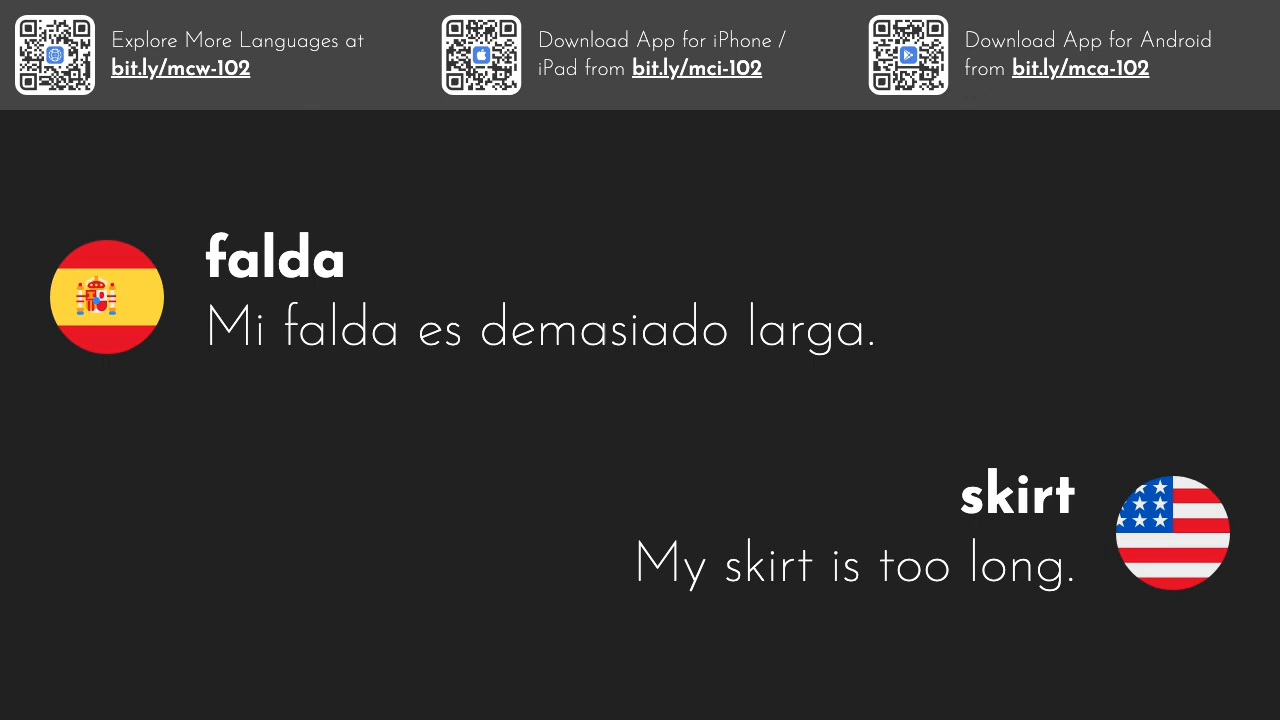 Explore More Languages at
bit.ly/mcw-102
Download App for iPhone /
iPad from bit.ly/mci-102
Download App for Android
from bit.ly/mca-102
falda
Mi falda es demasiado larga.
skirt
My skirt is too long.